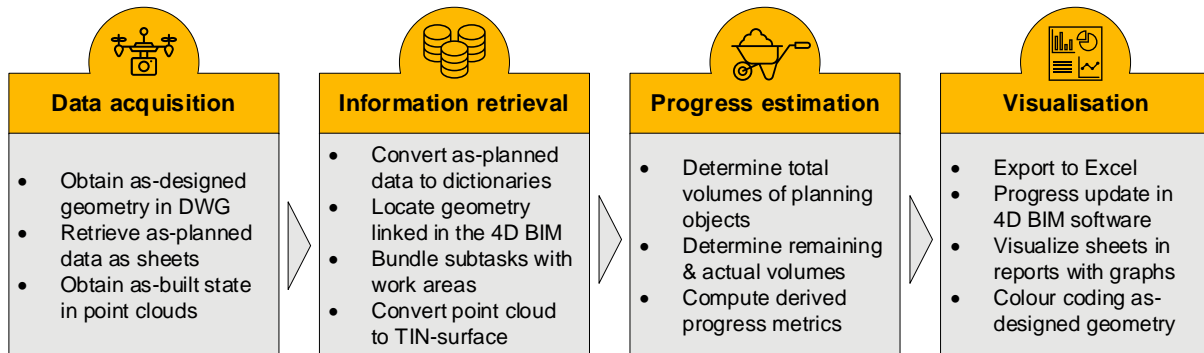 Data acquisition
• Obtain as-designed
geometry in DWG
• Retrieve as-planned
data as sheets
• Obtain as-built state
in point clouds
Information retrieval
• Convert as-planned
data to dictionaries
• Locate geometry
linked in the 4D BIM
• Bundle subtasks with
work areas
• Convert point cloud
to TIN-surface
Progress estimation
• Determine total
volumes of planning
objects
• Determine remaining
& actual volumes
• Compute derived
progress metrics
Visualisation
• Export to Excel
• Progress update in
4D BIM software
• Visualize sheets in
reports with graphs
• Colour coding as-
designed geometry